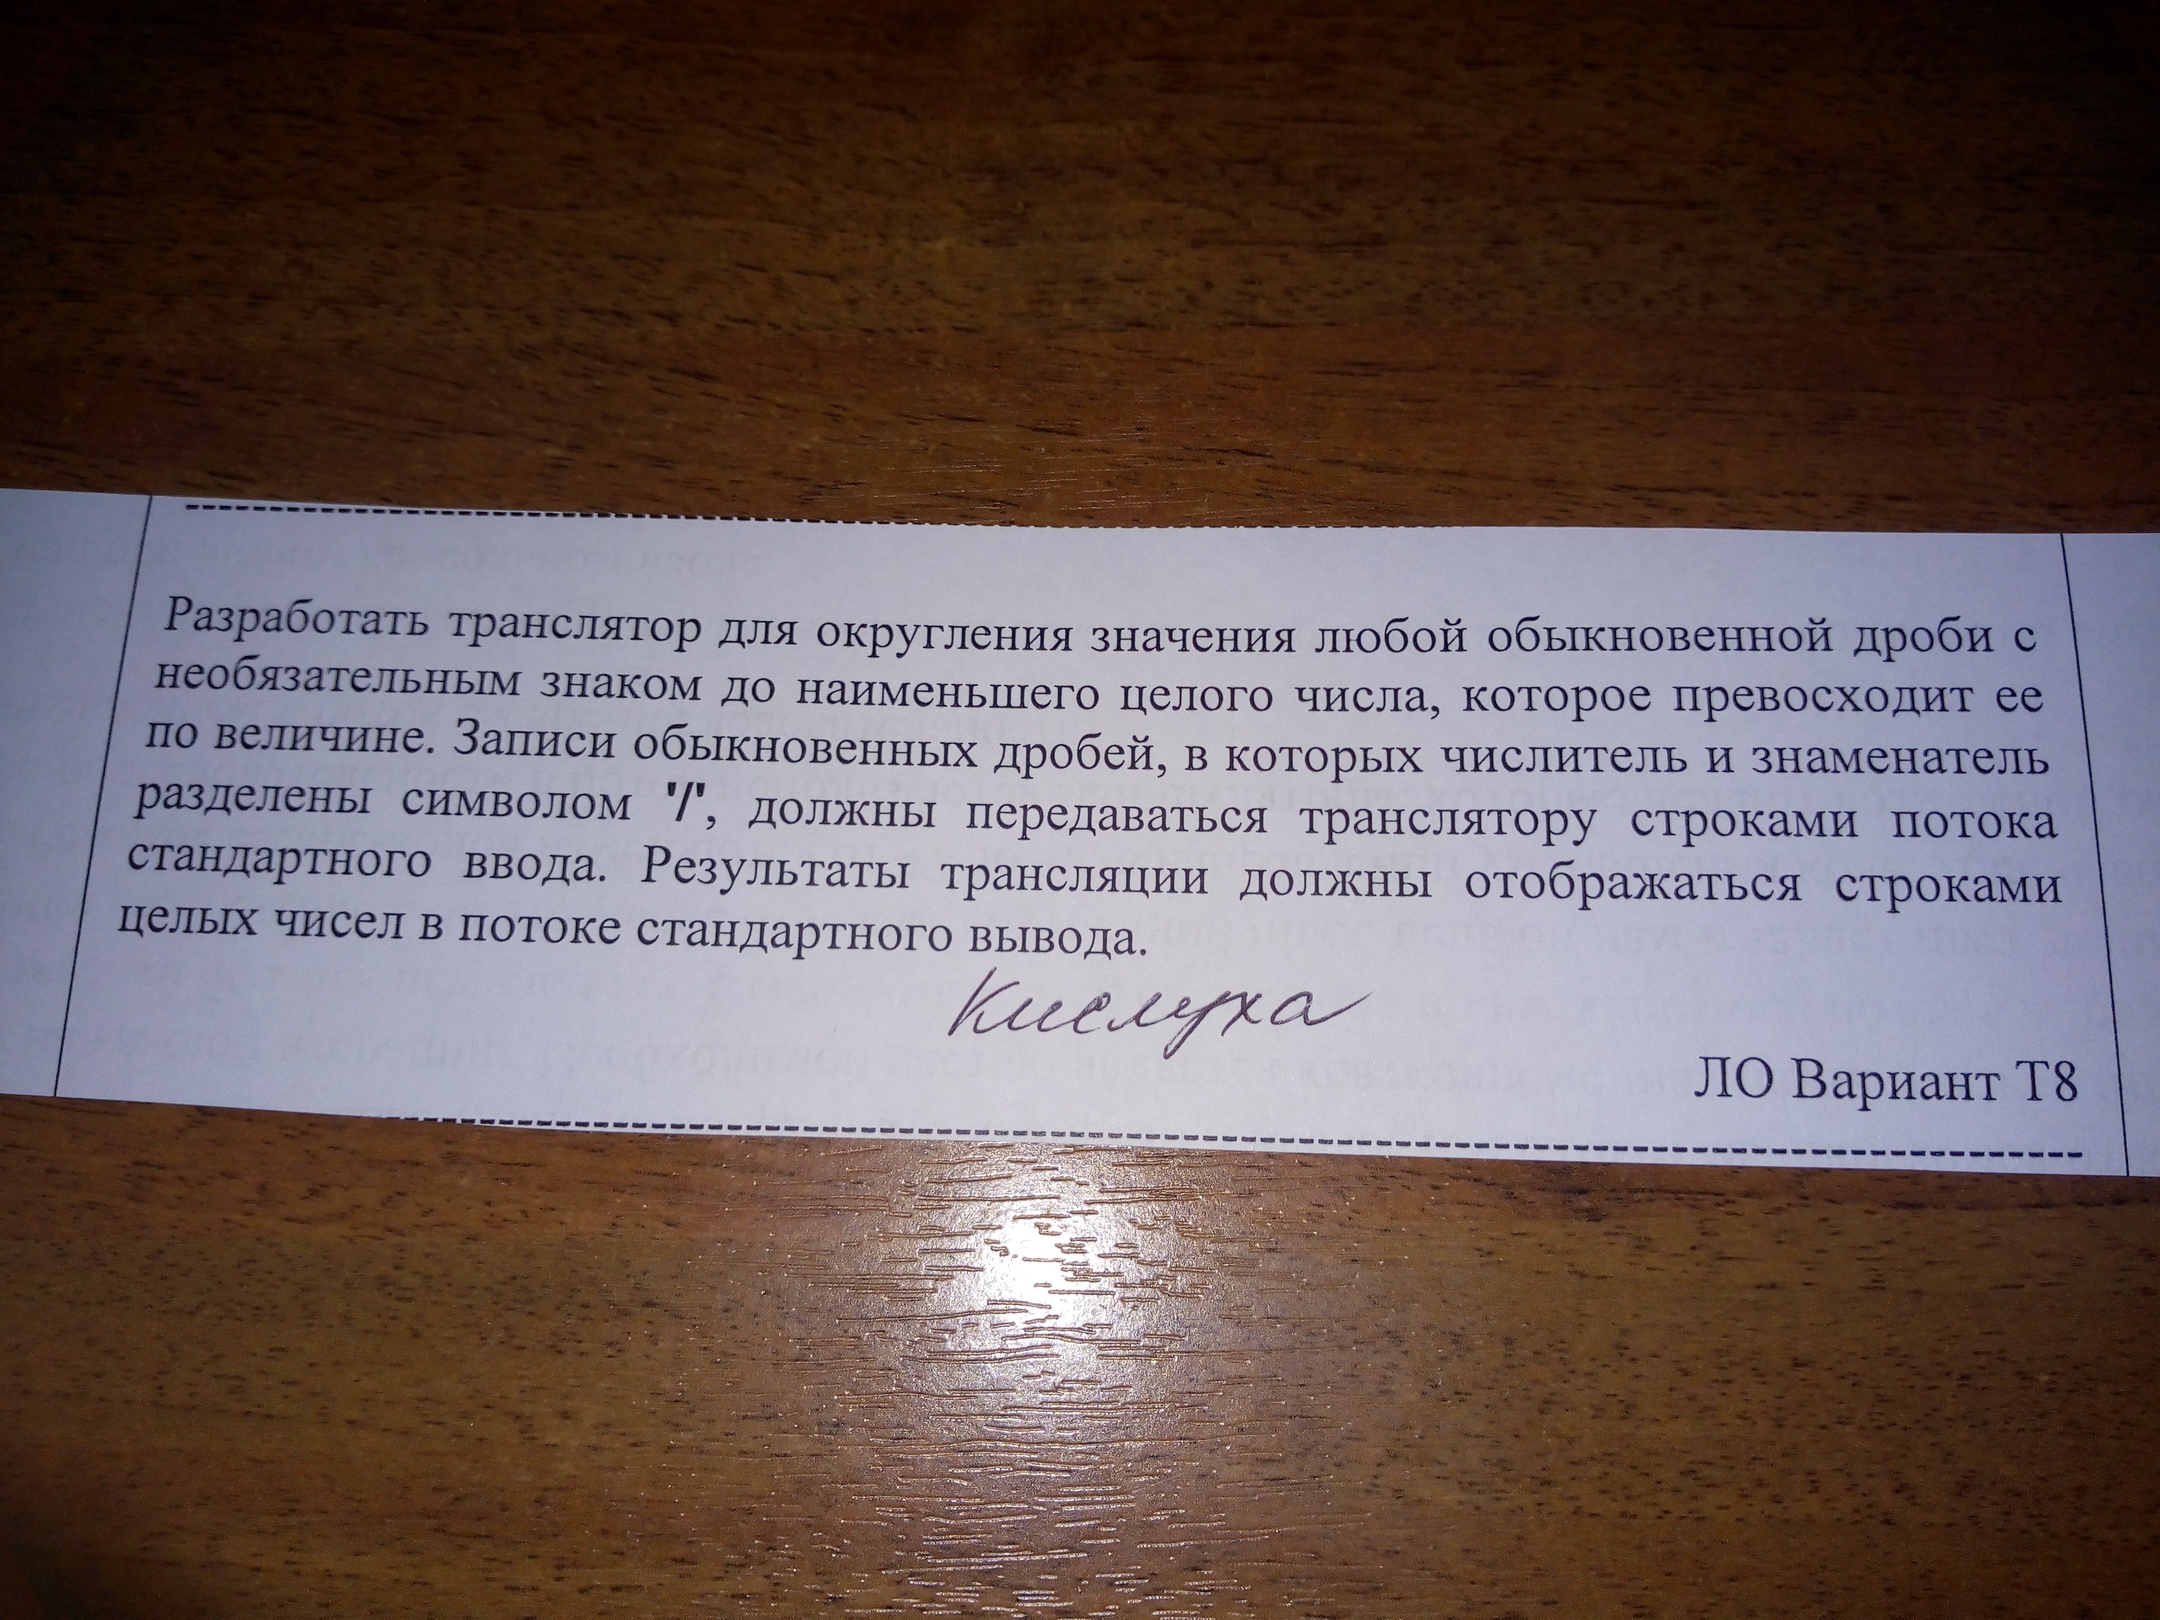 Разработать транслятор для округления значения любой обыкновенной дроби с
необязательным знаком до наименьшего целого числа, которое превосходит ее
по величине. Записи обыкновенных дробей, в которых числитель и знаменатель
разделены символом '/', должны передаваться транслятору строками потока
стандартного ввода. Результаты трансляции должны отображаться строками
целых чисел в потоке стандартного вывода.
Кислуха
ЛО Вариант Т8